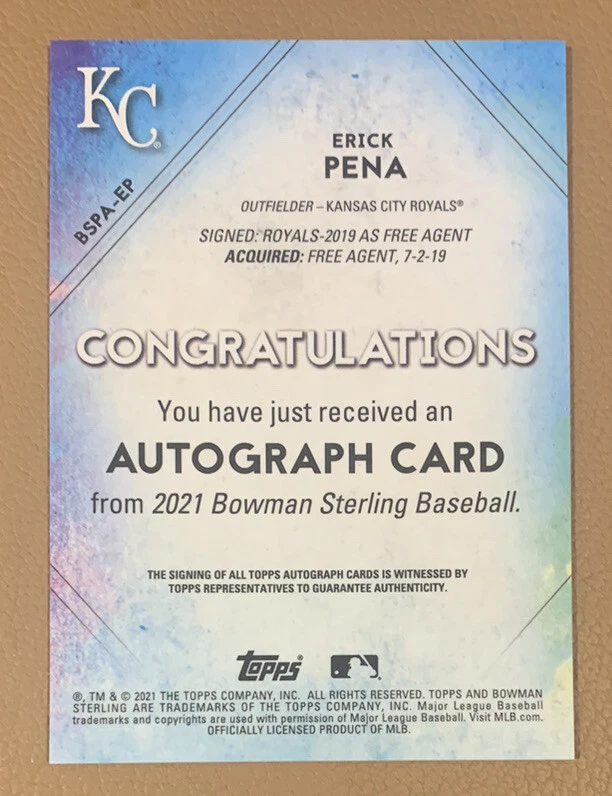 KC®
BSPA-EP
ERICK
PENA
OUTFIELDER – KANSAS CITY ROYALS®
SIGNED: ROYALS-2019 AS FREE AGENT
ACQUIRED: FREE AGENT, 7-2-19
CONGRATULATIONS
You have just received an
AUTOGRAPH CARD
from 2021 Bowman Sterling Baseball.
THE SIGNING OF ALL TOPPS AUTOGRAPH CARDS IS WITNESSED BY
TOPPS REPRESENTATIVES TO GUARANTEE AUTHENTICITY.
Topps®
®, TM & © 2021 THE TOPPS COMPANY, INC. ALL RIGHTS RESERVED. TOPPS AND BOWMAN
STERLING ARE TRADEMARKS OF THE TOPPS COMPANY, INC. Major League Baseball
trademarks and copyrights are used with permission of Major League Baseball. Visit MLB.com.
OFFICIALLY LICENSED PRODUCT OF MLB.